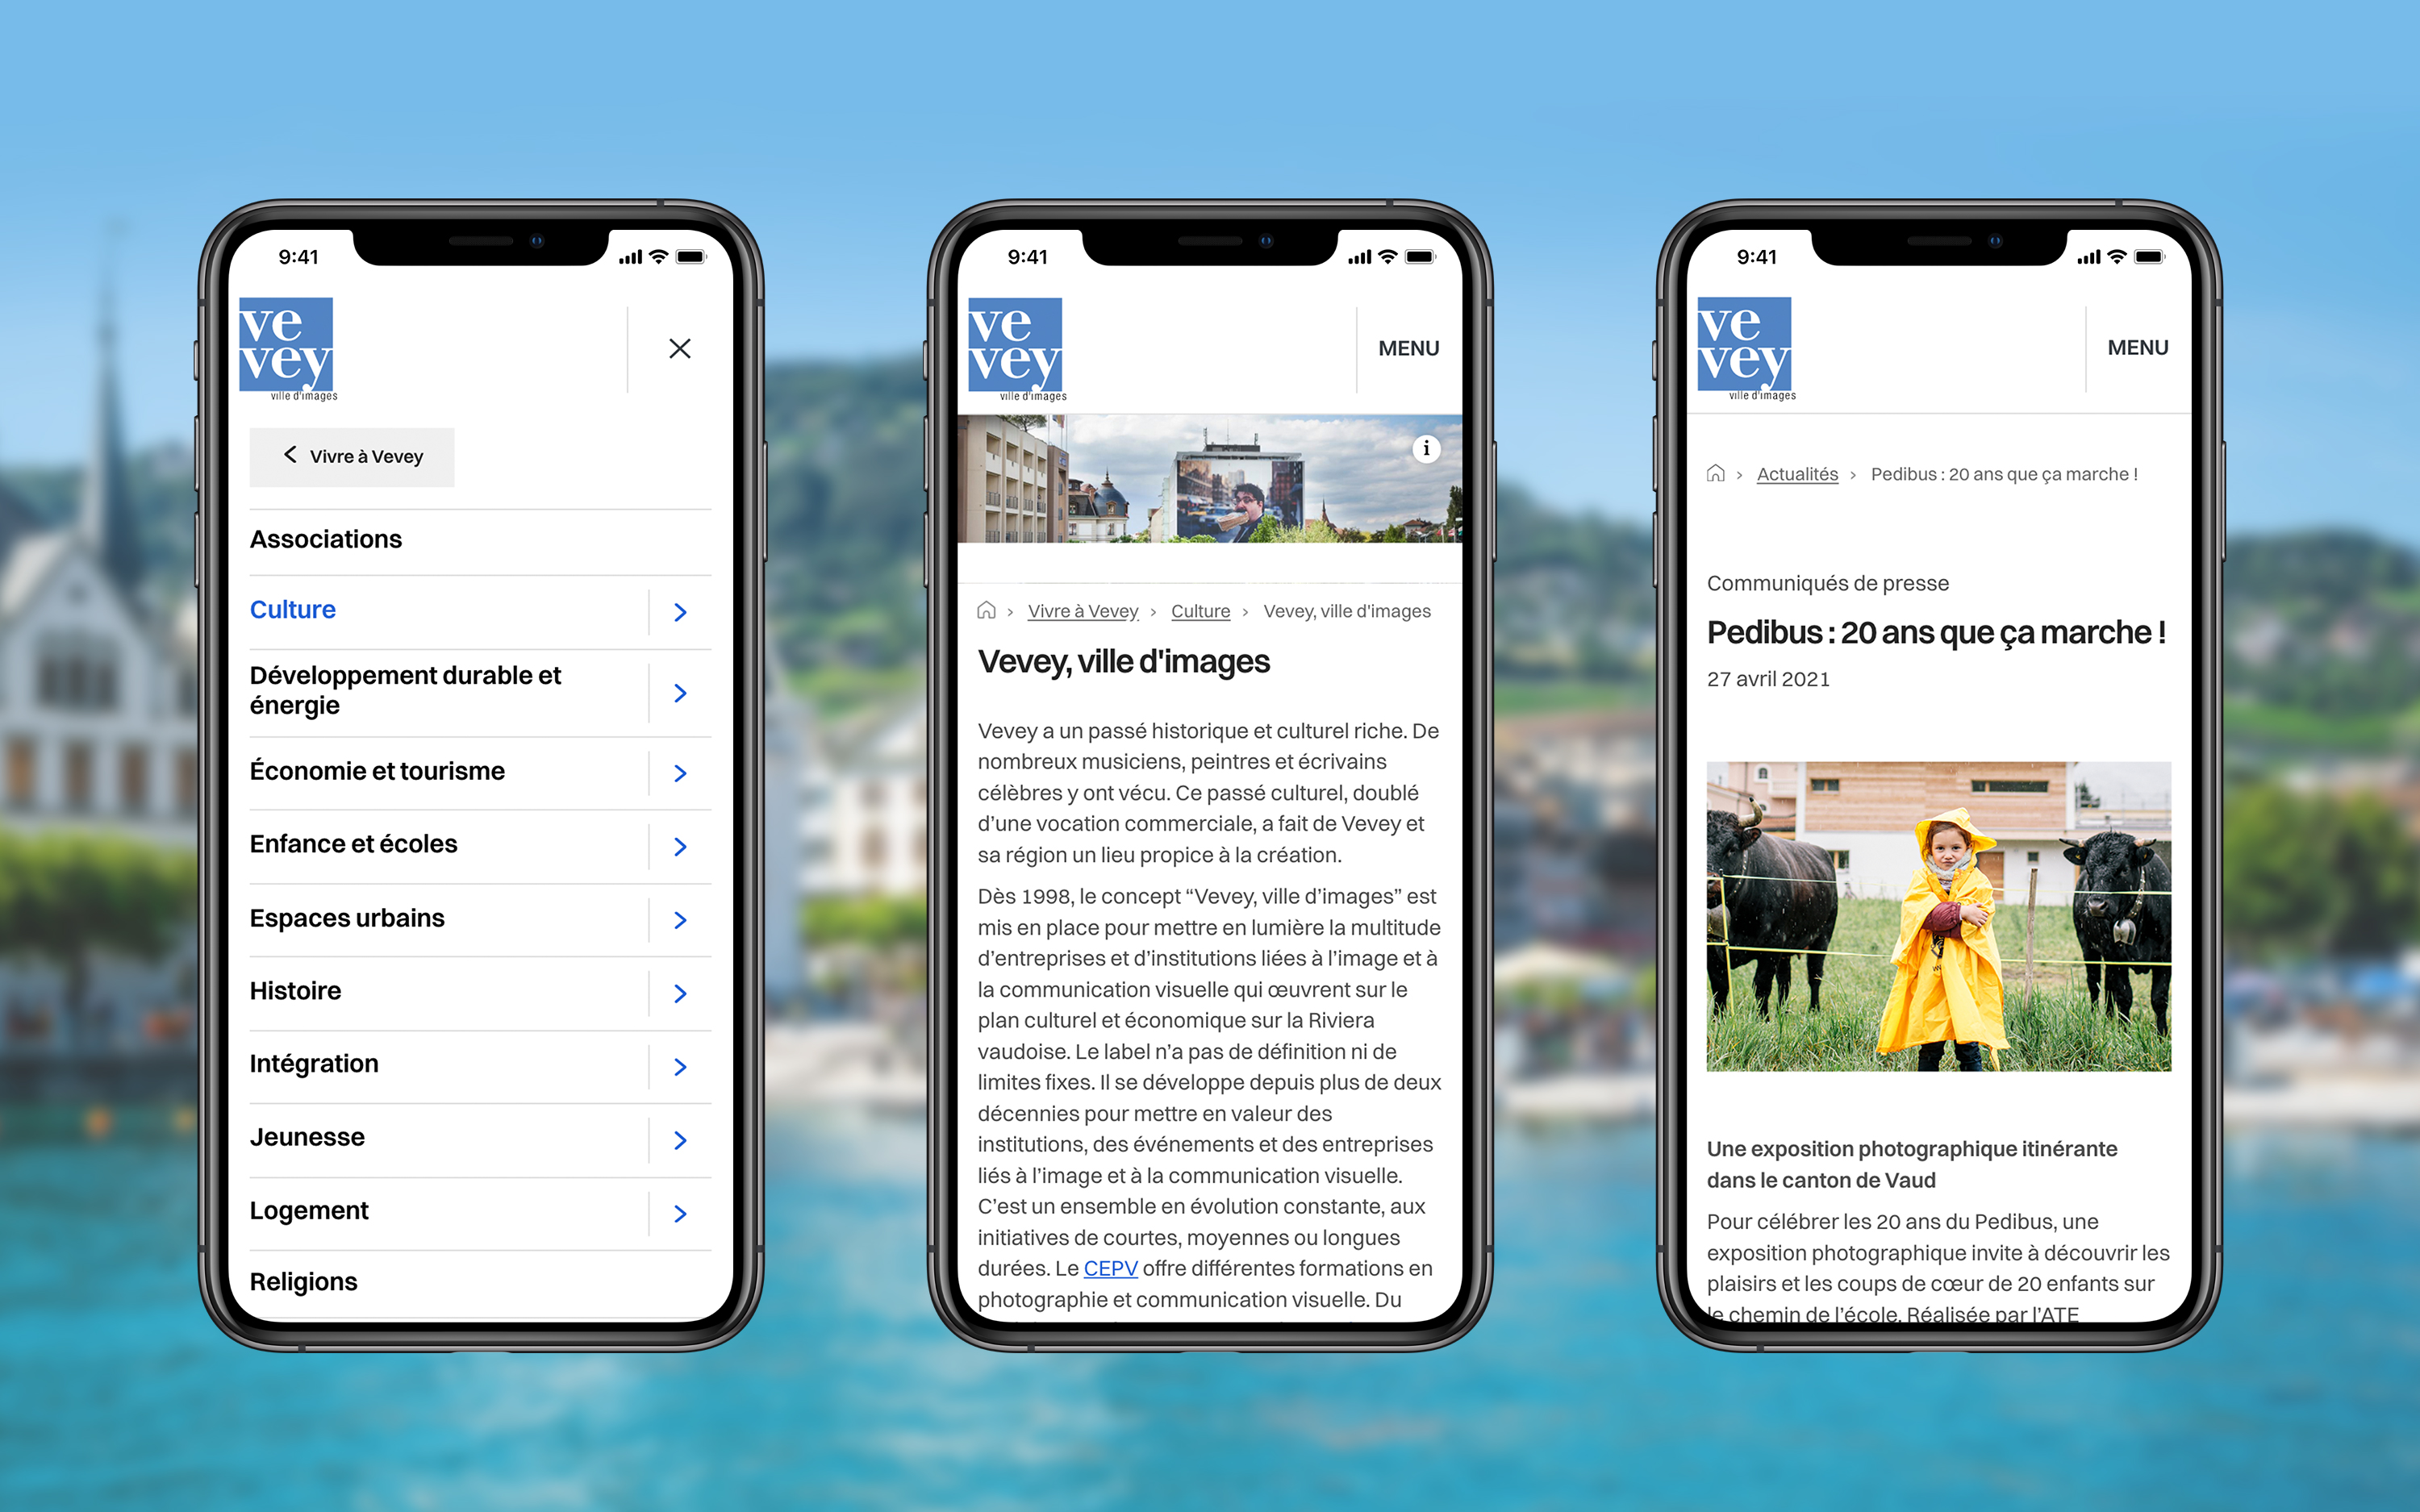 9:41
ve
vey
ville d'images
Vivre à Vevey
Associations
Culture
Développement durable et
énergie
Économie et tourisme
Enfance et écoles
Espaces urbains
Histoire
Intégration
Jeunesse
Logement
Religions
9:41
ve
vey
ville d'images
MENU
i
Vivre à Vevey › Culture › Vevey, ville d'images
Vevey, ville d'images
Vevey a un passé historique et culturel riche. De
nombreux musiciens, peintres et écrivains
célèbres y ont vécu. Ce passé culturel, doublé
d’une vocation commerciale, a fait de Vevey et
sa région un lieu propice à la création.
Dès 1998, le concept “Vevey, ville d’images” est
mis en place pour mettre en lumière la multitude
d’entreprises et d’institutions liées à l’image et à
la communication visuelle qui œuvrent sur le
plan culturel et économique sur la Riviera
vaudoise. Le label n’a pas de définition ni de
limites fixes. Il se développe depuis plus de deux
décennies pour mettre en valeur des
institutions, des événements et des entreprises
liés à l’image et à la communication visuelle.
C’est un ensemble en évolution constante, aux
initiatives de courtes, moyennes ou longues
durées. Le CEPV offre différentes formations en
photographie et communication visuelle. Du
9:41
ve
vey
ville d'images
MENU
Actualités › Pedibus : 20 ans que ça marche !
Communiqués de presse
Pedibus : 20 ans que ça marche !
27 avril 2021
Une exposition photographique itinérante
dans le canton de Vaud
Pour célébrer les 20 ans du Pedibus, une
exposition photographique invite à découvrir les
plaisirs et les coups de cœur de 20 enfants sur
le chemin de l’école. Réalisée par l’ATE